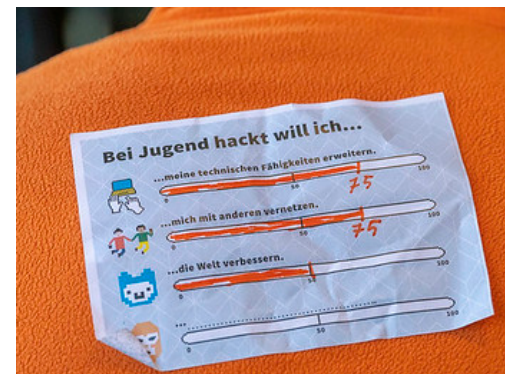 Bei Jugend hackt will ich...
...meine technischen Fähigkeiten erweitern.
0 50 100
75
...mich mit anderen vernetzen.
0 50 100
75
...die Welt verbessern.
0 50 100
...
0 50 100